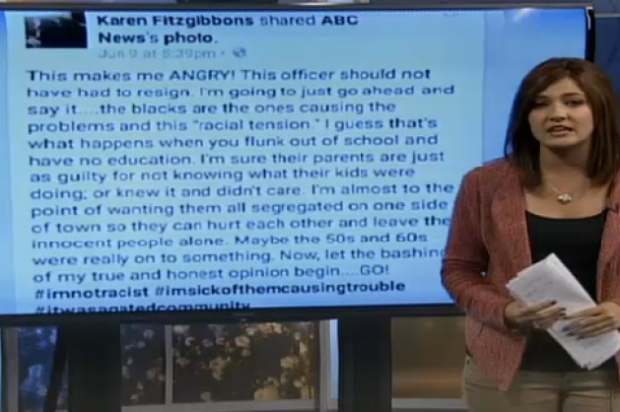 Karen Fitzgibbons shared ABC
News's photo.
Jun 9 at 5:39pm ·
This makes me ANGRY! This officer should not
have had to resign. I'm going to just go ahead and
say it....the blacks are the ones causing the
problems and this "racial tension." I guess that's
what happens when you flunk out of school and
have no education. I'm sure their parents are just
as guilty for not knowing what their kids were
doing; or knew it and didn't care. I'm almost to the
point of wanting them all segregated on one side
of town so they can hurt each other and leave the
innocent people alone. Maybe the 50s and 60s
were really on to something. Now, let the bashing
of my true and honest opinion begin....GO!
#imnotracist #imsickofthemcausingtrouble
#itwasagatedcommunity